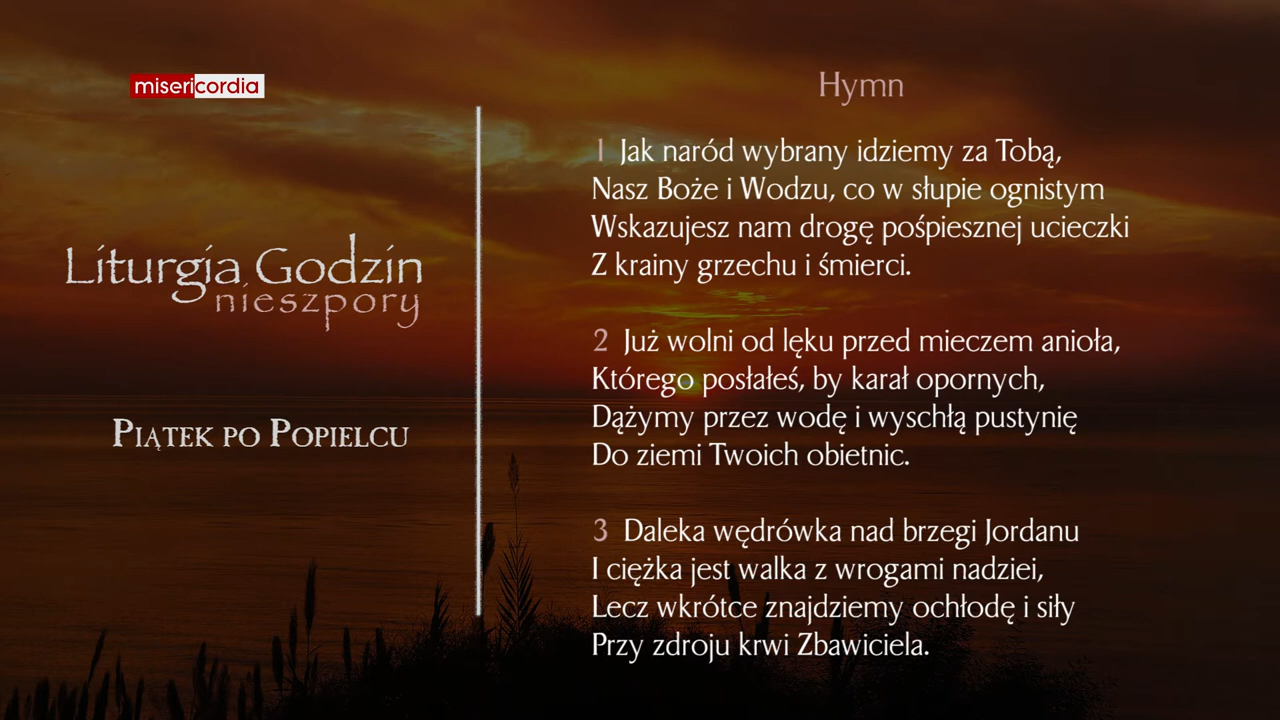 misericordia
Liturgia Godzin
nieszpory
Piątek po Popielcu
Hymn
1 Jak naród wybrany idziemy za Tobą,
Nasz Boże i Wodzu, co w słupie ognistym
Wskazujesz nam drogę pośpiesznej ucieczki
Z krainy grzechu i śmierci.
2 Już wolni od lęku przed mieczem anioła,
Którego posłałeś, by karał opornych,
Dążymy przez wodę i wyschłą pustynię
Do ziemi Twoich obietnic.
3 Daleka wędrówka nad brzegi Jordanu
I ciężka jest walka z wrogami nadziei,
Lecz wkrótce znajdziemy ochłodę i siły
Przy zdroju krwi Zbawiciela.